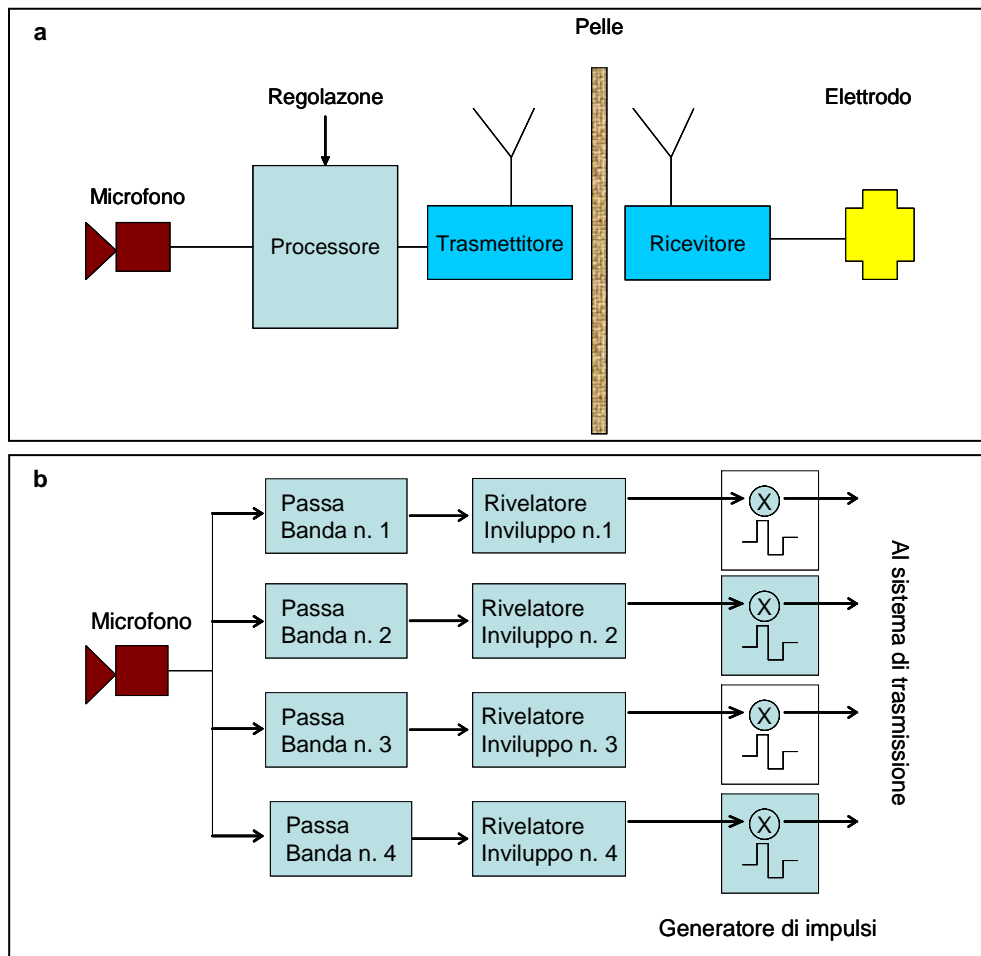 a
Pelle
Regolazone
Elettrodo
Microfono
Processore
Trasmettitore
Ricevitore
b
Passa
Banda n. 1
Rivelatore
Inviluppo n.1
X
Passa
Banda n. 2
Rivelatore
Inviluppo n. 2
X
Microfono
Passa
Banda n. 3
Rivelatore
Inviluppo n. 3
X
Passa
Banda n. 4
Rivelatore
Inviluppo n. 4
X
Al sistema di trasmissione
Generatore di impulsi